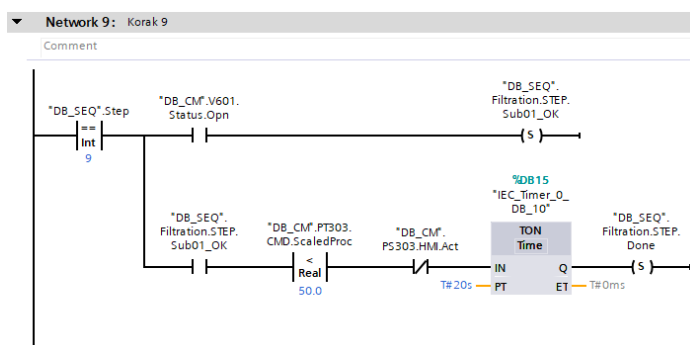 Network 9: Korak 9
Comment
"DB_SEQ".Step
==
Int
9
"DB_CM".V601.
Status.Opn
"DB_SEQ".
Filtration.STEP.
Sub01_OK
S
"DB_SEQ".
Filtration.STEP.
Sub01_OK
"DB_CM".PT303.
CMD.ScaledProc
<
Real
50.0
"DB_CM".
PS303.HMI.Act
%DB15
"IEC_Timer_0_
DB_10"
TON
Time
IN Q
T#20s PT ET T#0ms
"DB_SEQ".
Filtration.STEP.
Done
S